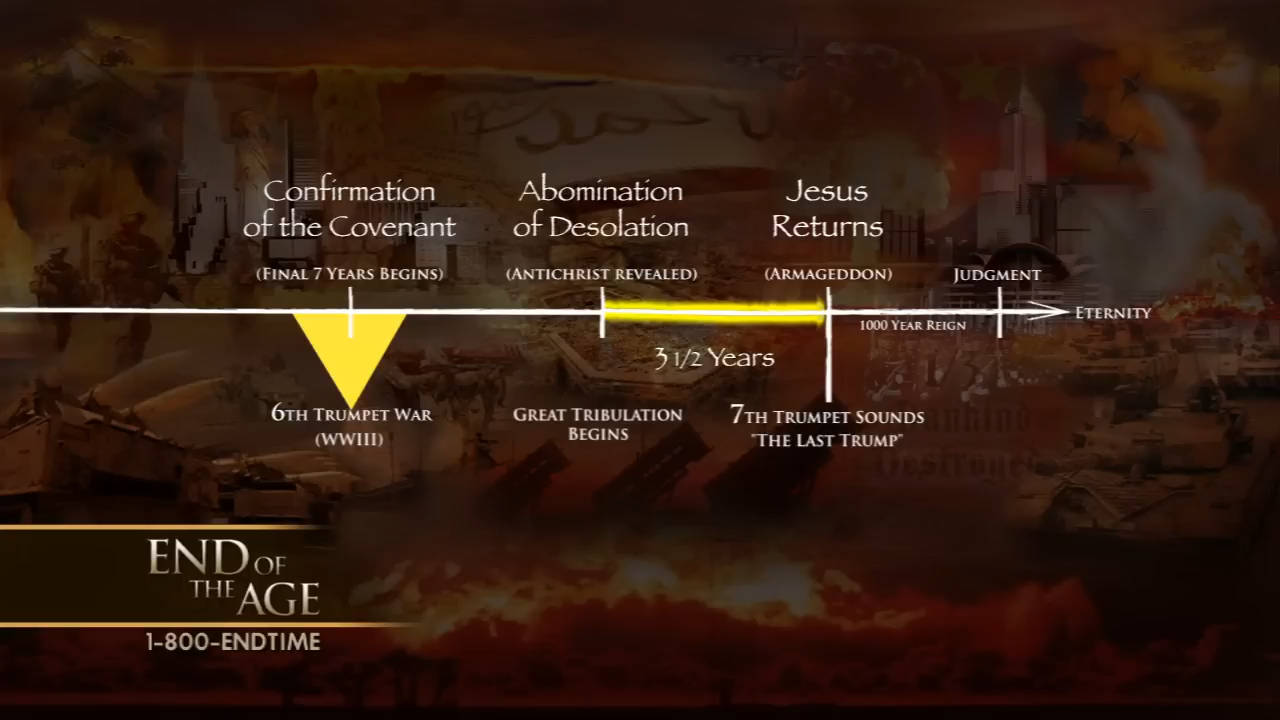 Confirmation
of the Covenant
(Final 7 Years Begins)
Abomination
of Desolation
(Antichrist revealed)
Jesus
Returns
(Armageddon)
Judgment
Eternity
1000 Year Reign
3 1/2 Years
6th Trumpet War
(WWIII)
Great Tribulation
Begins
7th Trumpet Sounds
"The Last Trump"
END OF
THE AGE
1-800-ENDTIME